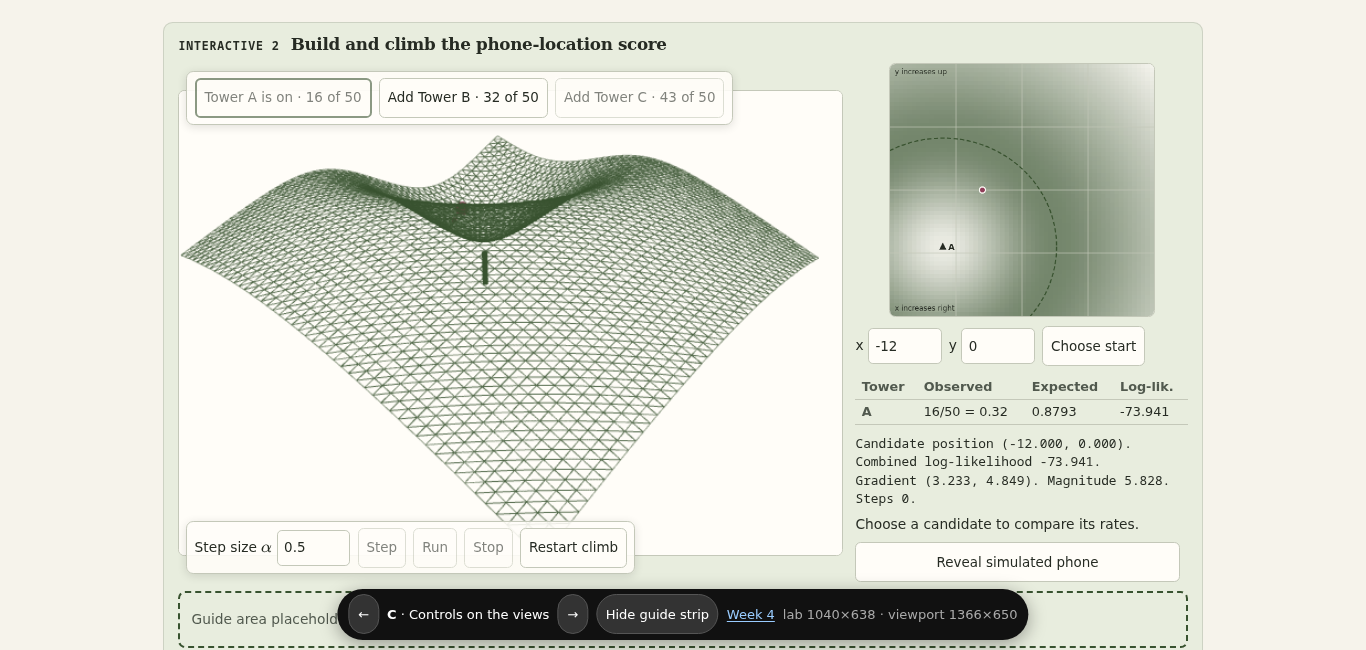 INTERACTIVE 2 Build and climb the phone-location score
Tower A is on · 16 of 50
Add Tower B · 32 of 50
Add Tower C · 43 of 50
y increases up
▲ A
x increases right
x -12 y 0 Choose start
Tower Observed Expected Log-lik.
A 16/50 = 0.32 0.8793 -73.941
Candidate position (-12.000, 0.000).
Combined log-likelihood -73.941.
Gradient (3.233, 4.849). Magnitude 5.828.
Steps 0.
Choose a candidate to compare its rates.
Reveal simulated phone
Step size α 0.5 Step Run Stop Restart climb
Guide area placehold
← C · Controls on the views → Hide guide strip Week 4 lab 1040×638 · viewport 1366×650